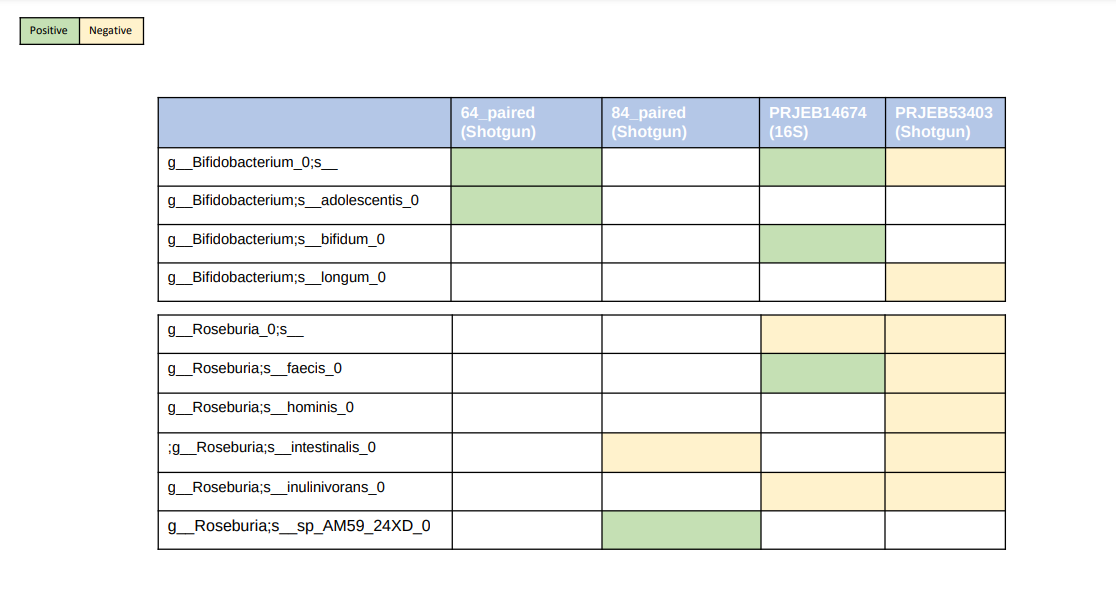 Positive Negative
64_paired (Shotgun) 84_paired (Shotgun) PRJEB14674 (16S) PRJEB53403 (Shotgun)
g__Bifidobacterium_0;s__
g__Bifidobacterium;s__adolescentis_0
g__Bifidobacterium;s__bifidum_0
g__Bifidobacterium;s__longum_0
g__Roseburia_0;s__
g__Roseburia;s__faecis_0
g__Roseburia;s__hominis_0
;g__Roseburia;s__intestinalis_0
g__Roseburia;s__inulinivorans_0
g__Roseburia;s__sp_AM59_24XD_0